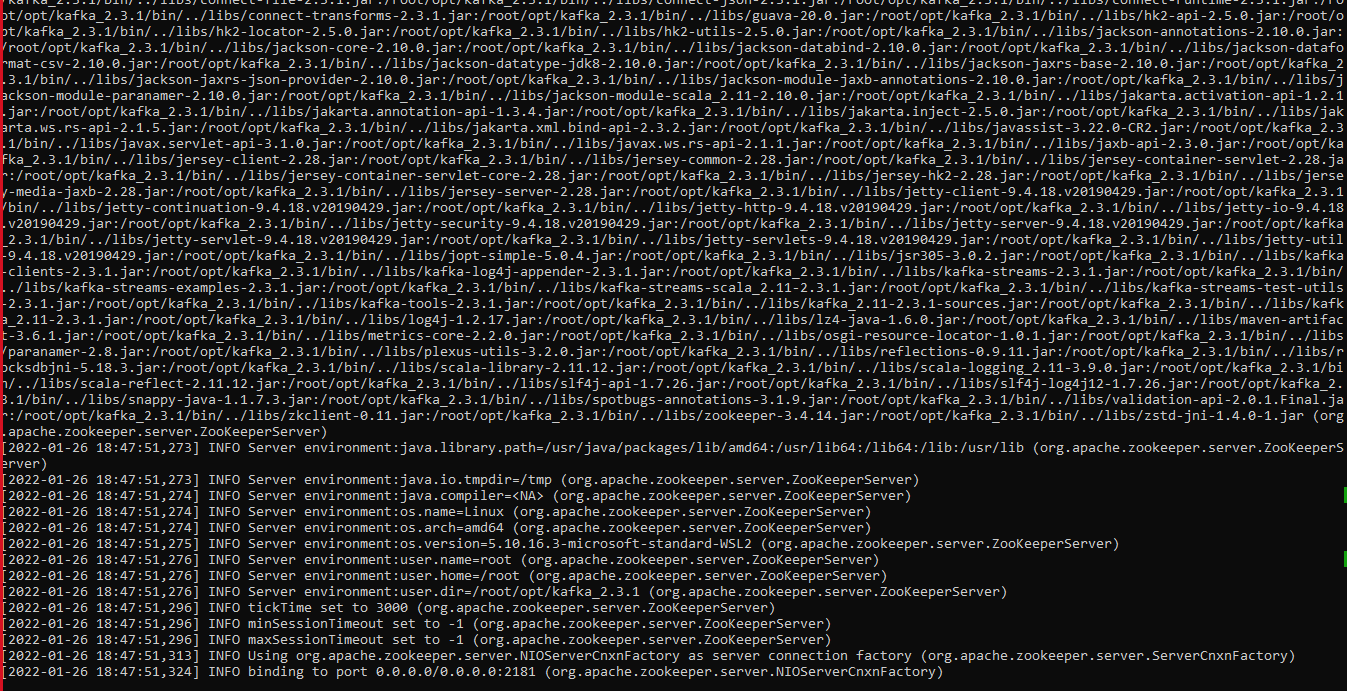 ot/opt/kafka_2.3.1/bin/../libs/connect-file-2.3.1.jar:/root/opt/kafka_2.3.1/bin/../libs/connect-json-2.3.1.jar:/root/opt/kafka_2.3.1/bin/../libs/connect-runtime-2.3.1.jar:/ro
ot/opt/kafka_2.3.1/bin/../libs/connect-transforms-2.3.1.jar:/root/opt/kafka_2.3.1/bin/../libs/guava-20.0.jar:/root/opt/kafka_2.3.1/bin/../libs/hk2-api-2.5.0.jar:/root/o
pt/kafka_2.3.1/bin/../libs/hk2-locator-2.5.0.jar:/root/opt/kafka_2.3.1/bin/../libs/hk2-utils-2.5.0.jar:/root/opt/kafka_2.3.1/bin/../libs/jackson-annotations-2.10.0.jar:
/root/opt/kafka_2.3.1/bin/../libs/jackson-core-2.10.0.jar:/root/opt/kafka_2.3.1/bin/../libs/jackson-databind-2.10.0.jar:/root/opt/kafka_2.3.1/bin/../libs/jackson-datafo
rmat-csv-2.10.0.jar:/root/opt/kafka_2.3.1/bin/../libs/jackson-datatype-jdk8-2.10.0.jar:/root/opt/kafka_2.3.1/bin/../libs/jackson-jaxrs-base-2.10.0.jar:/root/opt/kafka_2
.3.1/bin/../libs/jackson-jaxrs-json-provider-2.10.0.jar:/root/opt/kafka_2.3.1/bin/../libs/jackson-module-jaxb-annotations-2.10.0.jar:/root/opt/kafka_2.3.1/bin/../libs/j
ackson-module-paranamer-2.10.0.jar:/root/opt/kafka_2.3.1/bin/../libs/jackson-module-scala_2.11-2.10.0.jar:/root/opt/kafka_2.3.1/bin/../libs/jakarta.activation-api-1.2.1
.jar:/root/opt/kafka_2.3.1/bin/../libs/jakarta.annotation-api-1.3.4.jar:/root/opt/kafka_2.3.1/bin/../libs/jakarta.inject-2.5.0.jar:/root/opt/kafka_2.3.1/bin/../libs/jak
arta.ws.rs-api-2.1.5.jar:/root/opt/kafka_2.3.1/bin/../libs/jakarta.xml.bind-api-2.3.2.jar:/root/opt/kafka_2.3.1/bin/../libs/javassist-3.22.0-CR2.jar:/root/opt/kafka_2.3
.1/bin/../libs/javax.servlet-api-3.1.0.jar:/root/opt/kafka_2.3.1/bin/../libs/javax.ws.rs-api-2.1.1.jar:/root/opt/kafka_2.3.1/bin/../libs/jaxb-api-2.3.0.jar:/root/opt/ka
fka_2.3.1/bin/../libs/jersey-client-2.28.jar:/root/opt/kafka_2.3.1/bin/../libs/jersey-common-2.28.jar:/root/opt/kafka_2.3.1/bin/../libs/jersey-container-servlet-2.28.ja
r:/root/opt/kafka_2.3.1/bin/../libs/jersey-container-servlet-core-2.28.jar:/root/opt/kafka_2.3.1/bin/../libs/jersey-hk2-2.28.jar:/root/opt/kafka_2.3.1/bin/../libs/jerse
y-media-jaxb-2.28.jar:/root/opt/kafka_2.3.1/bin/../libs/jersey-server-2.28.jar:/root/opt/kafka_2.3.1/bin/../libs/jetty-client-9.4.18.v20190429.jar:/root/opt/kafka_2.3.1
/bin/../libs/jetty-continuation-9.4.18.v20190429.jar:/root/opt/kafka_2.3.1/bin/../libs/jetty-http-9.4.18.v20190429.jar:/root/opt/kafka_2.3.1/bin/../libs/jetty-io-9.4.18
.v20190429.jar:/root/opt/kafka_2.3.1/bin/../libs/jetty-security-9.4.18.v20190429.jar:/root/opt/kafka_2.3.1/bin/../libs/jetty-server-9.4.18.v20190429.jar:/root/opt/kafka
_2.3.1/bin/../libs/jetty-servlet-9.4.18.v20190429.jar:/root/opt/kafka_2.3.1/bin/../libs/jetty-servlets-9.4.18.v20190429.jar:/root/opt/kafka_2.3.1/bin/../libs/jetty-util
-9.4.18.v20190429.jar:/root/opt/kafka_2.3.1/bin/../libs/jopt-simple-5.0.4.jar:/root/opt/kafka_2.3.1/bin/../libs/jsr305-3.0.2.jar:/root/opt/kafka_2.3.1/bin/../libs/kafka
-clients-2.3.1.jar:/root/opt/kafka_2.3.1/bin/../libs/kafka-log4j-appender-2.3.1.jar:/root/opt/kafka_2.3.1/bin/../libs/kafka-streams-2.3.1.jar:/root/opt/kafka_2.3.1/bin/
../libs/kafka-streams-examples-2.3.1.jar:/root/opt/kafka_2.3.1/bin/../libs/kafka-streams-scala_2.11-2.3.1.jar:/root/opt/kafka_2.3.1/bin/../libs/kafka-streams-test-utils
-2.3.1.jar:/root/opt/kafka_2.3.1/bin/../libs/kafka-tools-2.3.1.jar:/root/opt/kafka_2.3.1/bin/../libs/kafka_2.11-2.3.1-sources.jar:/root/opt/kafka_2.3.1/bin/../libs/kafk
a_2.11-2.3.1.jar:/root/opt/kafka_2.3.1/bin/../libs/log4j-1.2.17.jar:/root/opt/kafka_2.3.1/bin/../libs/lz4-java-1.6.0.jar:/root/opt/kafka_2.3.1/bin/../libs/maven-artifac
t-3.6.1.jar:/root/opt/kafka_2.3.1/bin/../libs/metrics-core-2.2.0.jar:/root/opt/kafka_2.3.1/bin/../libs/osgi-resource-locator-1.0.1.jar:/root/opt/kafka_2.3.1/bin/../libs
/paranamer-2.8.jar:/root/opt/kafka_2.3.1/bin/../libs/plexus-utils-3.2.0.jar:/root/opt/kafka_2.3.1/bin/../libs/reflections-0.9.11.jar:/root/opt/kafka_2.3.1/bin/../libs/r
ocksdbjni-5.18.3.jar:/root/opt/kafka_2.3.1/bin/../libs/scala-library-2.11.12.jar:/root/opt/kafka_2.3.1/bin/../libs/scala-logging_2.11-3.9.0.jar:/root/opt/kafka_2.3.1/bi
n/../libs/scala-reflect-2.11.12.jar:/root/opt/kafka_2.3.1/bin/../libs/slf4j-api-1.7.26.jar:/root/opt/kafka_2.3.1/bin/../libs/slf4j-log4j12-1.7.26.jar:/root/opt/kafka_2.
3.1/bin/../libs/snappy-java-1.1.7.3.jar:/root/opt/kafka_2.3.1/bin/../libs/spotbugs-annotations-3.1.9.jar:/root/opt/kafka_2.3.1/bin/../libs/validation-api-2.0.1.Final.ja
r:/root/opt/kafka_2.3.1/bin/../libs/zkclient-0.11.jar:/root/opt/kafka_2.3.1/bin/../libs/zookeeper-3.4.14.jar:/root/opt/kafka_2.3.1/bin/../libs/zstd-jni-1.4.0-1.jar (org
.apache.zookeeper.server.ZooKeeperServer)
[2022-01-26 18:47:51,273] INFO Server environment:java.library.path=/usr/java/packages/lib/amd64:/usr/lib64:/lib64:/lib:/usr/lib (org.apache.zookeeper.server.ZooKeeperS
erver)
[2022-01-26 18:47:51,273] INFO Server environment:java.io.tmpdir=/tmp (org.apache.zookeeper.server.ZooKeeperServer)
[2022-01-26 18:47:51,274] INFO Server environment:java.compiler=<NA> (org.apache.zookeeper.server.ZooKeeperServer)
[2022-01-26 18:47:51,274] INFO Server environment:os.name=Linux (org.apache.zookeeper.server.ZooKeeperServer)
[2022-01-26 18:47:51,274] INFO Server environment:os.arch=amd64 (org.apache.zookeeper.server.ZooKeeperServer)
[2022-01-26 18:47:51,275] INFO Server environment:os.version=5.10.16.3-microsoft-standard-WSL2 (org.apache.zookeeper.server.ZooKeeperServer)
[2022-01-26 18:47:51,276] INFO Server environment:user.name=root (org.apache.zookeeper.server.ZooKeeperServer)
[2022-01-26 18:47:51,276] INFO Server environment:user.home=/root (org.apache.zookeeper.server.ZooKeeperServer)
[2022-01-26 18:47:51,276] INFO Server environment:user.dir=/root/opt/kafka_2.3.1 (org.apache.zookeeper.server.ZooKeeperServer)
[2022-01-26 18:47:51,296] INFO tickTime set to 3000 (org.apache.zookeeper.server.ZooKeeperServer)
[2022-01-26 18:47:51,296] INFO minSessionTimeout set to -1 (org.apache.zookeeper.server.ZooKeeperServer)
[2022-01-26 18:47:51,296] INFO maxSessionTimeout set to -1 (org.apache.zookeeper.server.ZooKeeperServer)
[2022-01-26 18:47:51,313] INFO Using org.apache.zookeeper.server.NIOServerCnxnFactory as server connection factory (org.apache.zookeeper.server.ServerCnxnFactory)
[2022-01-26 18:47:51,324] INFO binding to port 0.0.0.0/0.0.0.0:2181 (org.apache.zookeeper.server.NIOServerCnxnFactory)